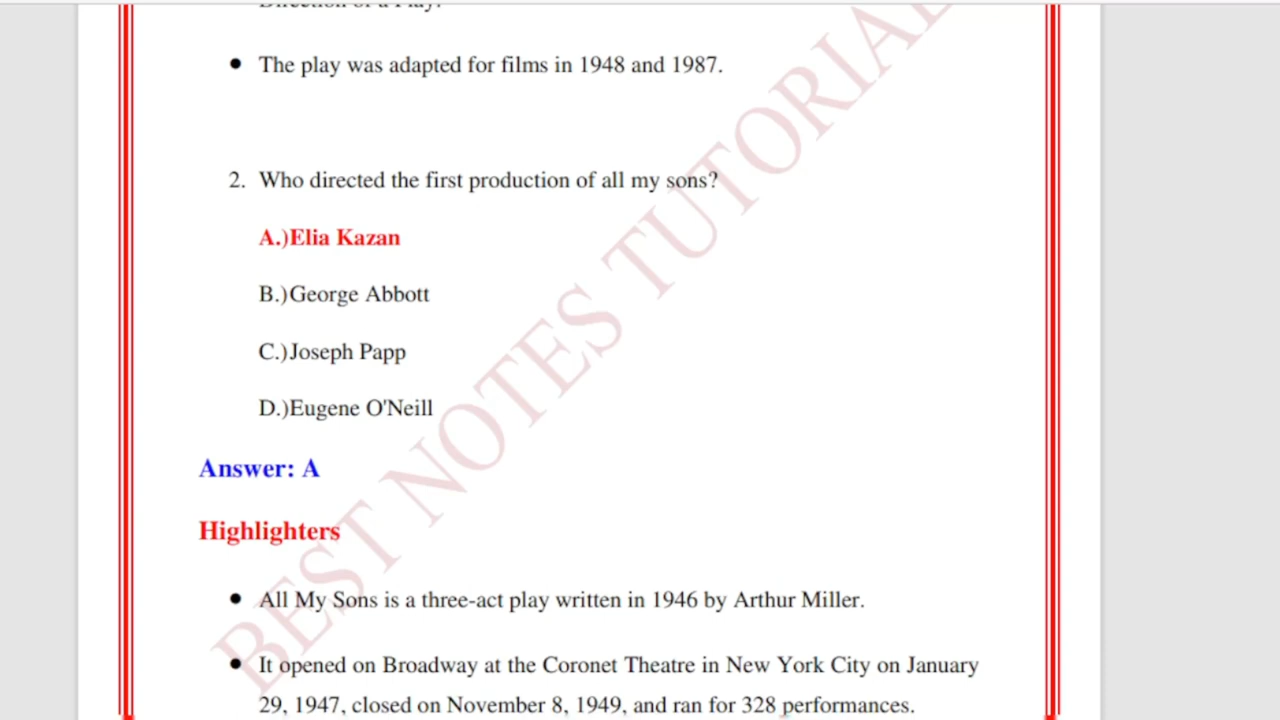 • The play was adapted for films in 1948 and 1987.
2. Who directed the first production of all my sons?
A.)Elia Kazan
B.)George Abbott
C.)Joseph Papp
D.)Eugene O'Neill
Answer: A
Highlighters
• All My Sons is a three-act play written in 1946 by Arthur Miller.
• It opened on Broadway at the Coronet Theatre in New York City on January
29, 1947, closed on November 8, 1949, and ran for 328 performances.
BEST NOTES TUTORIAL